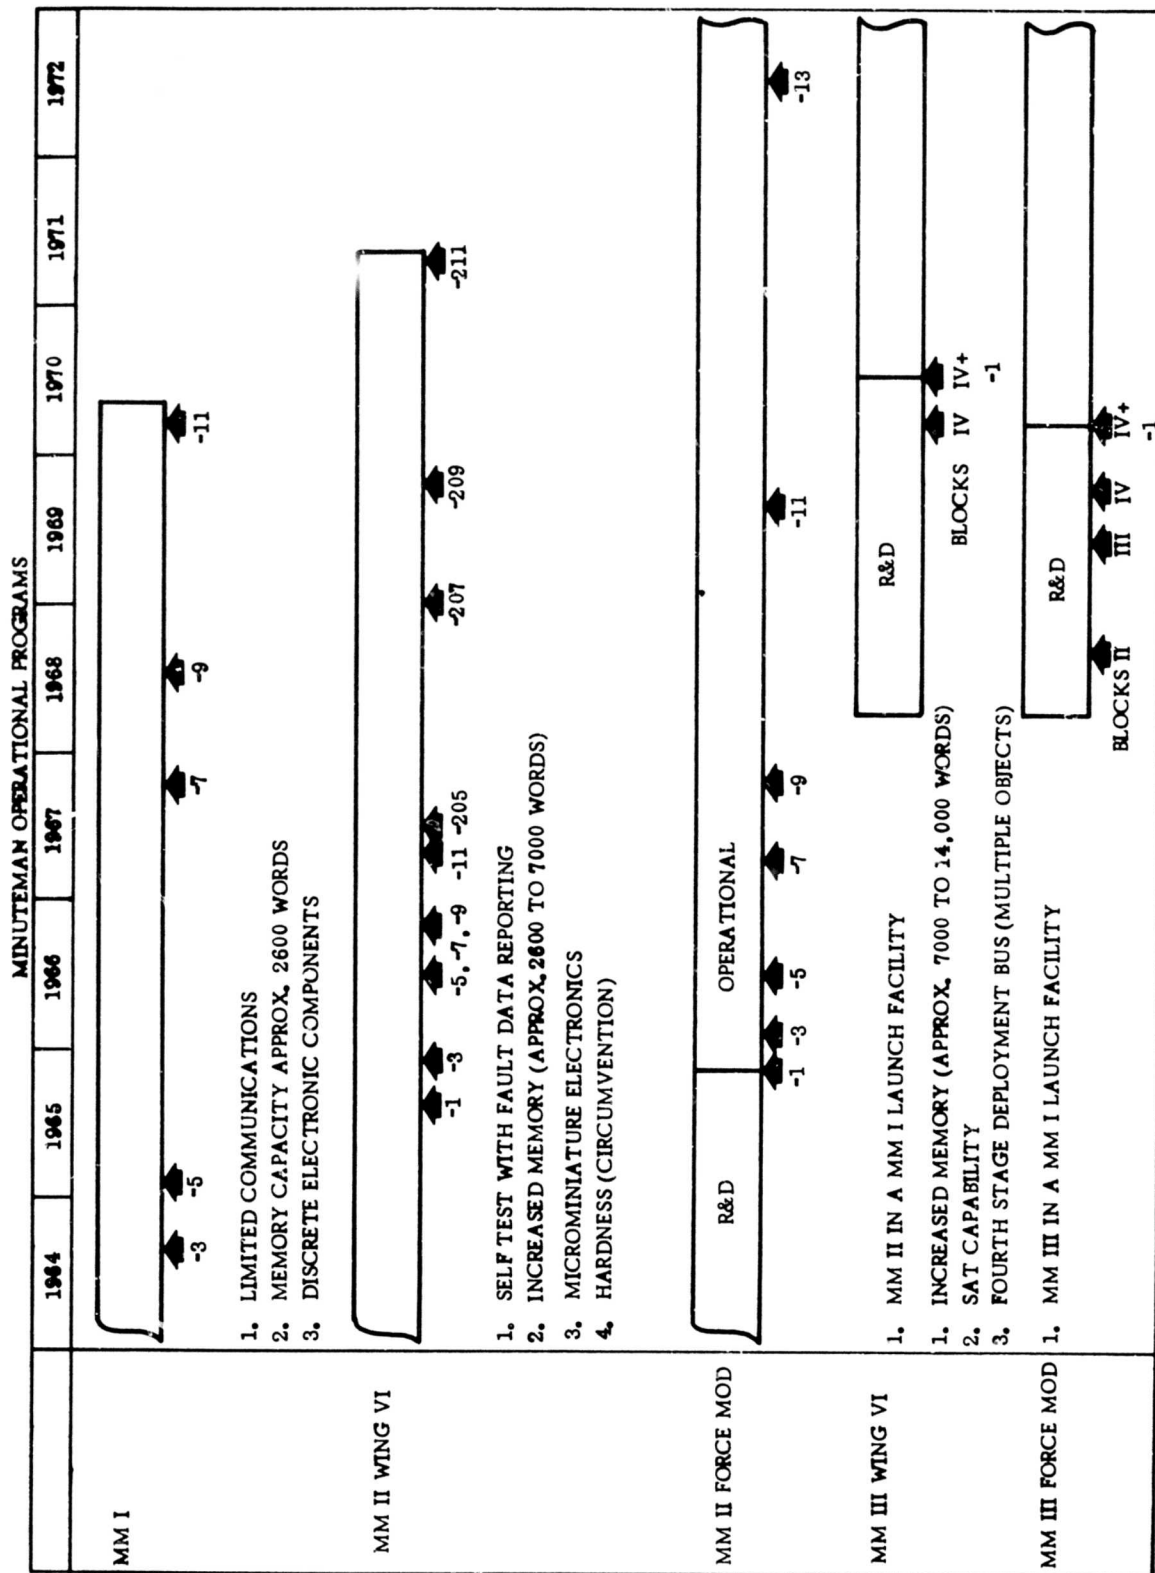 MINUTEMAN OPERATIONAL PROGRAMS
1964 1965 1966 1967 1968 1969 1970 1971 1972
MM I
-3 -5 -7 -9 -11
1. LIMITED COMMUNICATIONS
2. MEMORY CAPACITY APPROX. 2600 WORDS
3. DISCRETE ELECTRONIC COMPONENTS
MM II WING VI
-1 -3 -5, -7, -9 -11 -205 -207 -209 -211
1. SELF TEST WITH FAULT DATA REPORTING
2. INCREASED MEMORY (APPROX. 2600 TO 7000 WORDS)
3. MICROMINIATURE ELECTRONICS
4. HARDNESS (CIRCUMVENTION)
MM II FORCE MOD
R&D OPERATIONAL
-1 -3 -5 -7 -9 -11 -13
1. MM II IN A MM I LAUNCH FACILITY
MM III WING VI
R&D
BLOCKS IV IV+
-1
1. INCREASED MEMORY (APPROX. 7000 TO 14,000 WORDS)
2. SAT CAPABILITY
3. FOURTH STAGE DEPLOYMENT BUS (MULTIPLE OBJECTS)
MM III FORCE MOD
R&D
1. MM III IN A MM I LAUNCH FACILITY
BLOCKS II III IV IV+
-1